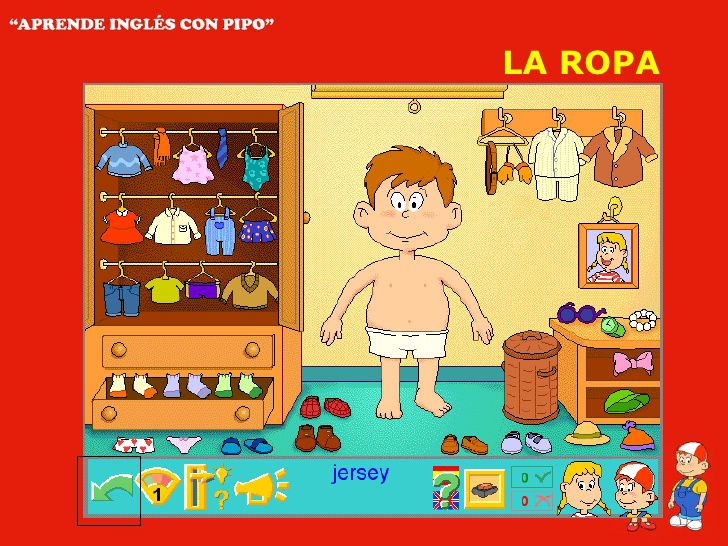 “APRENDE INGLÉS CON PIPO”
LA ROPA
jersey
1
?
?
0
0